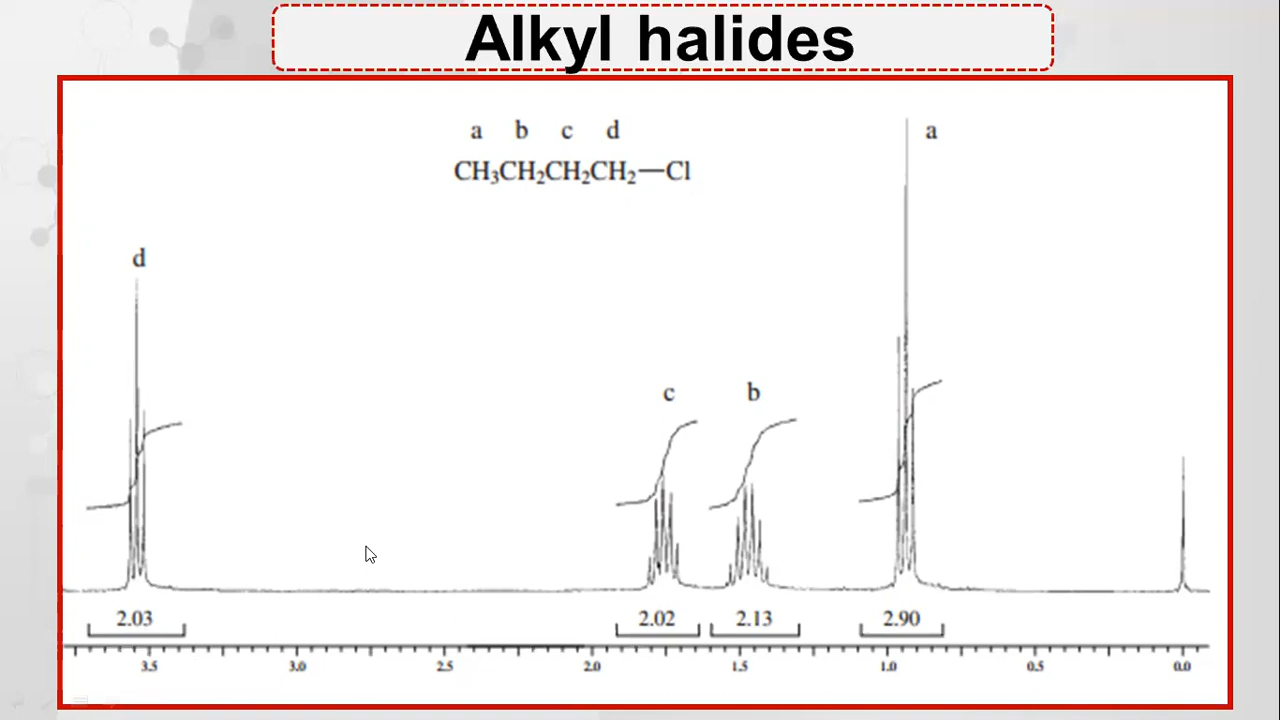 Alkyl halides
a b c d
a
CH₃CH₂CH₂CH₂—Cl
d
c b
2.03 2.02 2.13 2.90
3.5 3.0 2.5 2.0 1.5 1.0 0.5 0.0